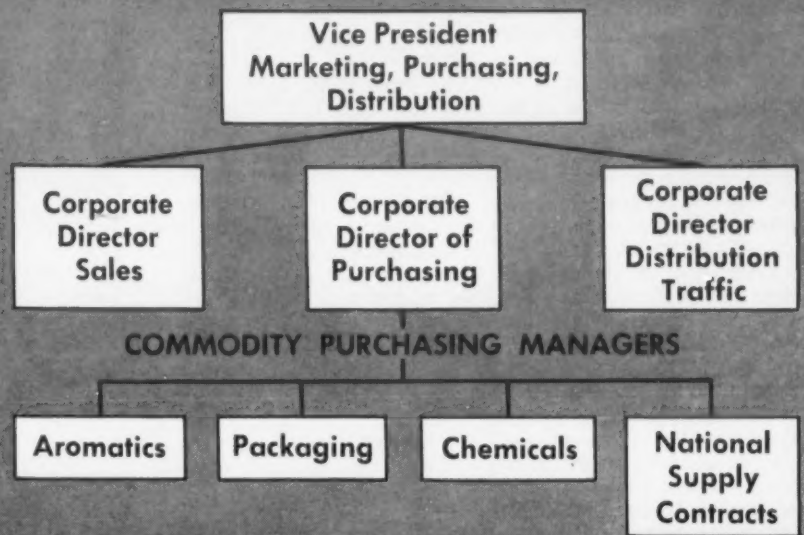 Vice President
Marketing, Purchasing,
Distribution
Corporate
Director
Sales
Corporate
Director of
Purchasing
Corporate
Director
Distribution
Traffic
COMMODITY PURCHASING MANAGERS
Aromatics
Packaging
Chemicals
National
Supply
Contracts